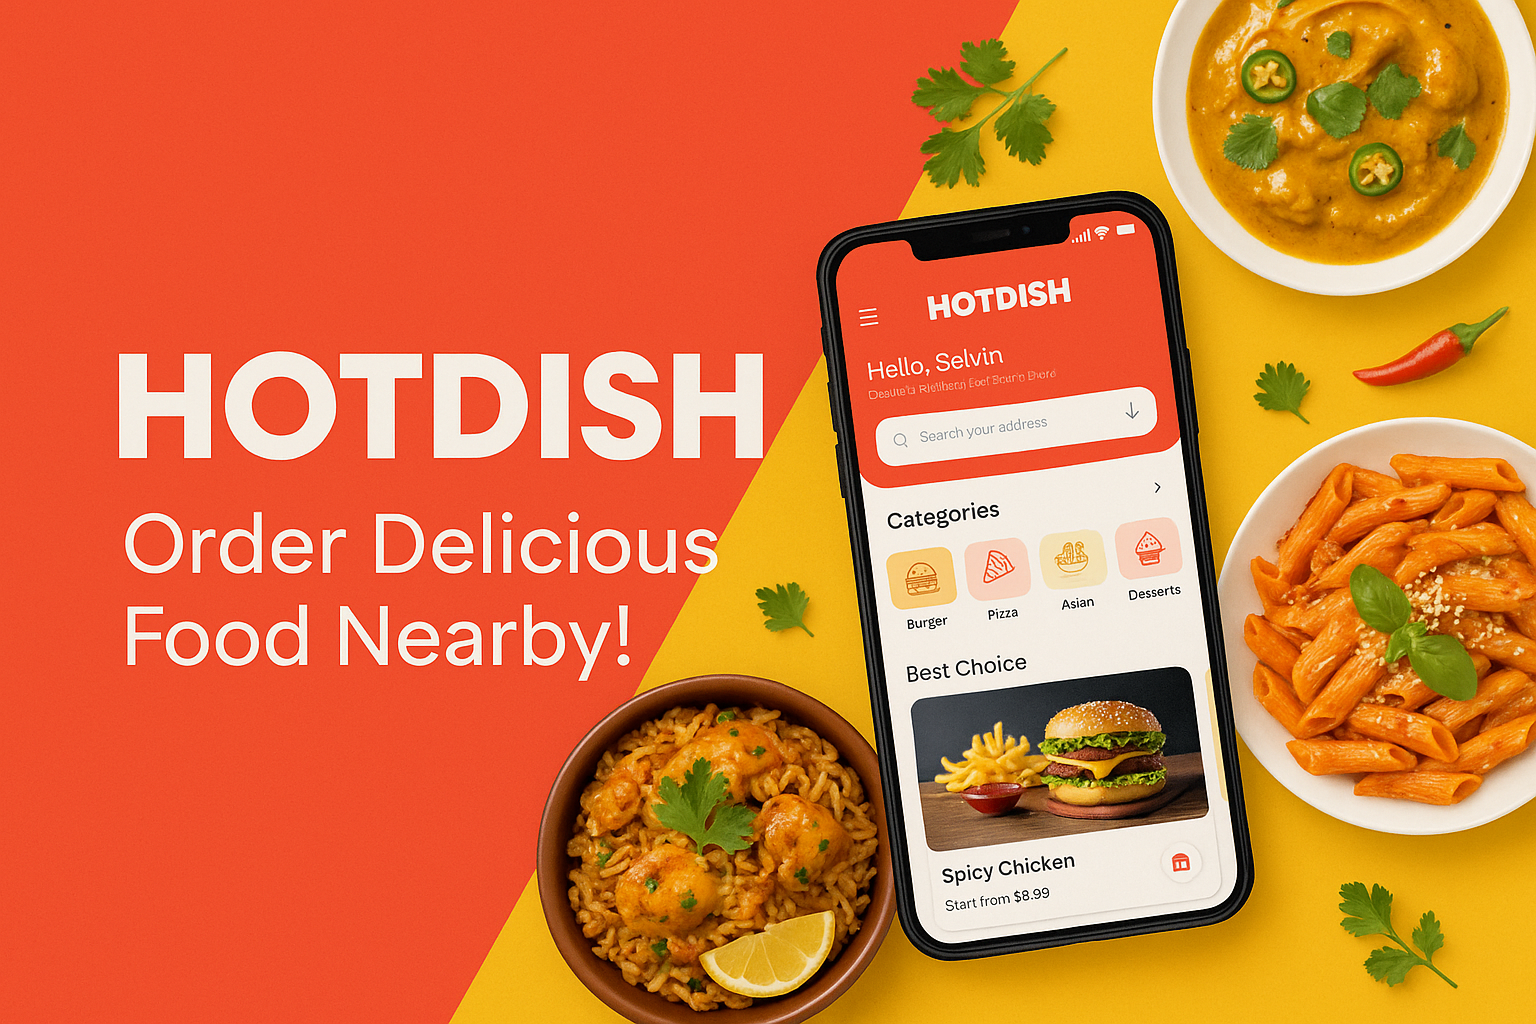 HOTDISH
Order Delicious
Food Nearby!
HOTDISH
Hello, Selvin
Search your address
Categories
Burger
Pizza
Asian
Desserts
Best Choice
Spicy Chicken
Start from $8.99